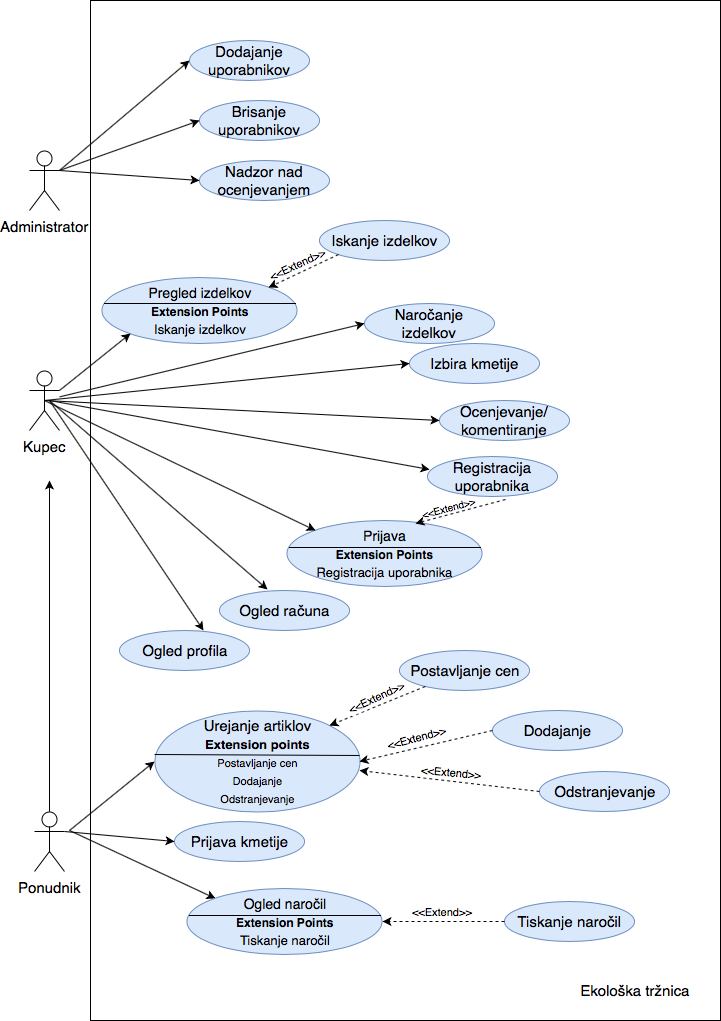 Dodajanje
uporabnikov
Brisanje
uporabnikov
Nadzor nad
ocenjevanjem
Administrator
Iskanje izdelkov
<<Extend>>
Pregled izdelkov
Extension Points
Iskanje izdelkov
Naročanje
izdelkov
Izbira kmetije
Ocenjevanje/
komentiranje
Kupec
Registracija
uporabnika
<<Extend>>
Prijava
Extension Points
Registracija uporabnika
Ogled računa
Ogled profila
Postavljanje cen
<<Extend>>
Urejanje artiklov
Extension points
Postavljanje cen
Dodajanje
Odstranjevanje
<<Extend>>
Dodajanje
<<Extend>>
Odstranjevanje
Prijava kmetije
Ponudnik
Ogled naročil
Extension Points
Tiskanje naročil
<<Extend>>
Tiskanje naročil
Ekološka tržnica